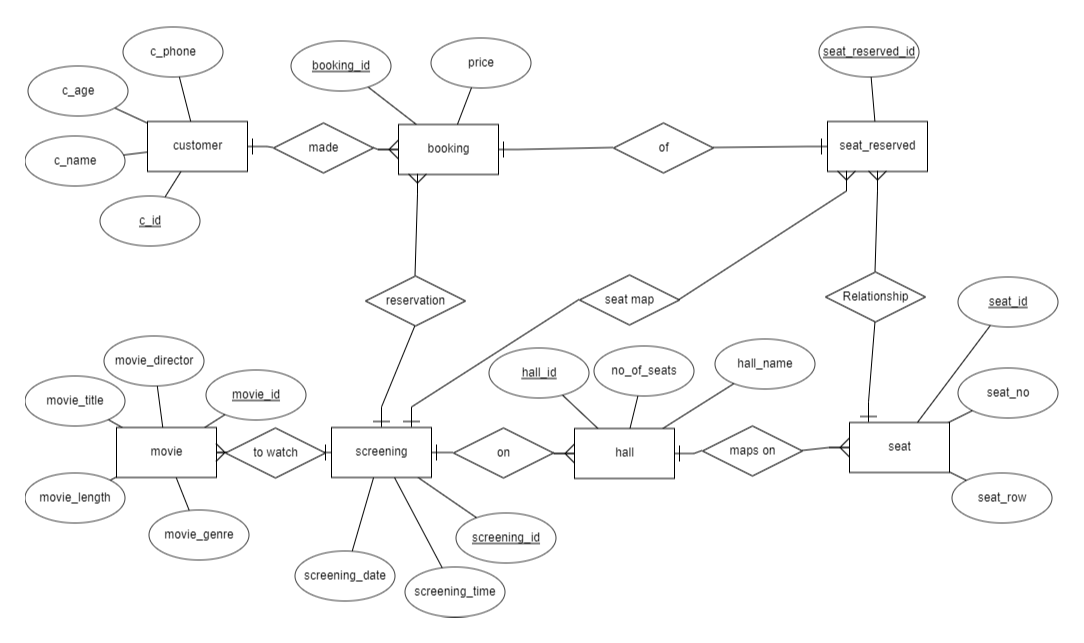 c_phone
booking_id
price
seat_reserved_id
c_age
customer
made
booking
of
seat_reserved
c_name
c_id
reservation
seat map
Relationship
seat_id
movie_director
movie_title
movie_id
hall_id
no_of_seats
hall_name
seat_no
movie
to watch
screening
on
hall
maps on
seat
movie_length
movie_genre
screening_id
seat_row
screening_date
screening_time